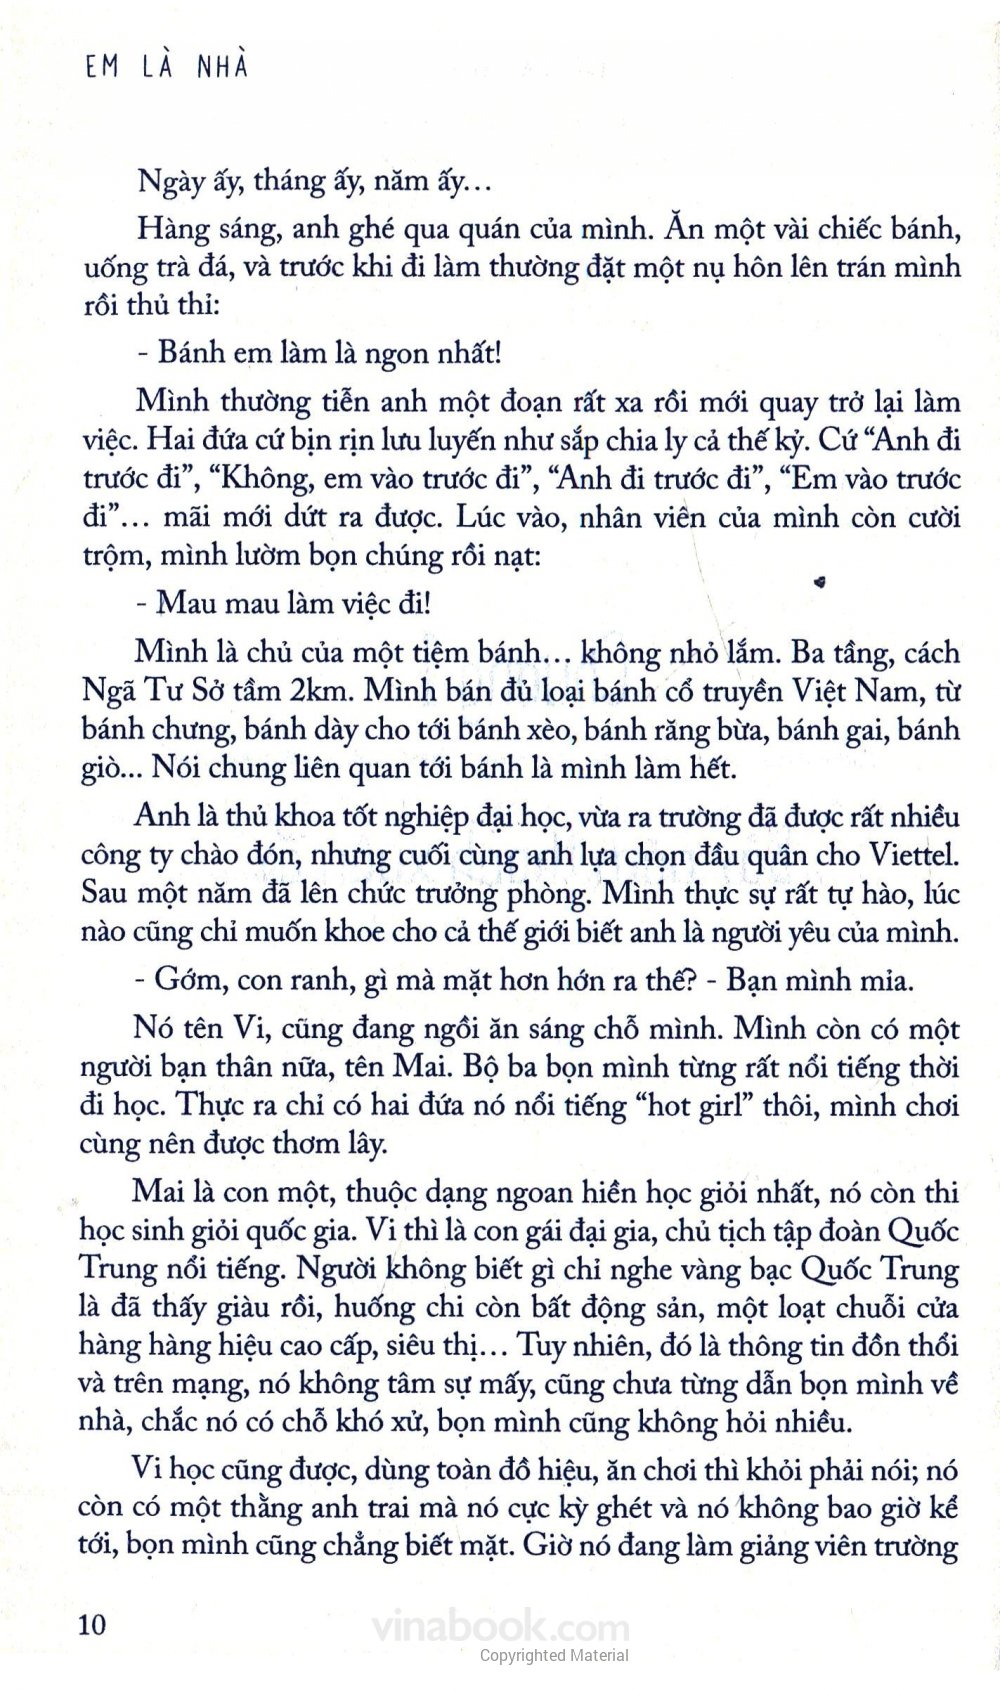 EM LÀ NHÀ
Ngày ấy, tháng ấy, năm ấy...
Hàng sáng, anh ghé qua quán của mình. Ăn một vài chiếc bánh,
uống trà đá, và trước khi đi làm thường đặt một nụ hôn lên trán mình
rồi thủ thỉ:
- Bánh em làm là ngon nhất!
Mình thường tiễn anh một đoạn rất xa rồi mới quay trở lại làm
việc. Hai đứa cứ bịn rịn lưu luyến như sắp chia ly cả thế kỷ. Cứ “Anh đi
trước đi”, “Không, em vào trước đi”, “Anh đi trước đi”, “Em vào trước
đi”... mãi mới dứt ra được. Lúc vào, nhân viên của mình còn cười
trộm, mình lườm bọn chúng rồi nạt:
- Mau mau làm việc đi!
Mình là chủ của một tiệm bánh... không nhỏ lắm. Ba tầng, cách
Ngã Tư Sở tầm 2km. Mình bán đủ loại bánh cổ truyền Việt Nam, từ
bánh chưng, bánh dày cho tới bánh xèo, bánh răng bừa, bánh gai, bánh
giò... Nói chung liên quan tới bánh là mình làm hết.
Anh là thủ khoa tốt nghiệp đại học, vừa ra trường đã được rất nhiều
công ty chào đón, nhưng cuối cùng anh lựa chọn đầu quân cho Viettel.
Sau một năm đã lên chức trưởng phòng. Mình thực sự rất tự hào, lúc
nào cũng chỉ muốn khoe cho cả thế giới biết anh là người yêu của mình.
- Gớm, con ranh, gì mà mặt hơn hớn ra thế? - Bạn mình mỉa.
Nó tên Vi, cũng đang ngồi ăn sáng chỗ mình. Mình còn có một
người bạn thân nữa, tên Mai. Bộ ba bọn mình từng rất nổi tiếng thời
đi học. Thực ra chỉ có hai đứa nó nổi tiếng “hot girl” thôi, mình chơi
cùng nên được thơm lây.
Mai là con một, thuộc dạng ngoan hiền học giỏi nhất, nó còn thi
học sinh giỏi quốc gia. Vi thì là con gái đại gia, chủ tịch tập đoàn Quốc
Trung nổi tiếng. Người không biết gì chỉ nghe vàng bạc Quốc Trung
là đã thấy giàu rồi, huống chi còn bất động sản, một loạt chuỗi cửa
hàng hàng hiệu cao cấp, siêu thị... Tuy nhiên, đó là thông tin đồn thổi
và trên mạng, nó không tâm sự mấy, cũng chưa từng dẫn bọn mình về
nhà, chắc nó có chỗ khó xử, bọn mình cũng không hỏi nhiều.
Vi học cũng được, dùng toàn đồ hiệu, ăn chơi thì khỏi phải nói; nó
còn có một thằng anh trai mà nó cực kỳ ghét và nó không bao giờ kể
tới, bọn mình cũng chẳng biết mặt. Giờ nó đang làm giảng viên trường
10
vinabook.com
Copyrighted Material